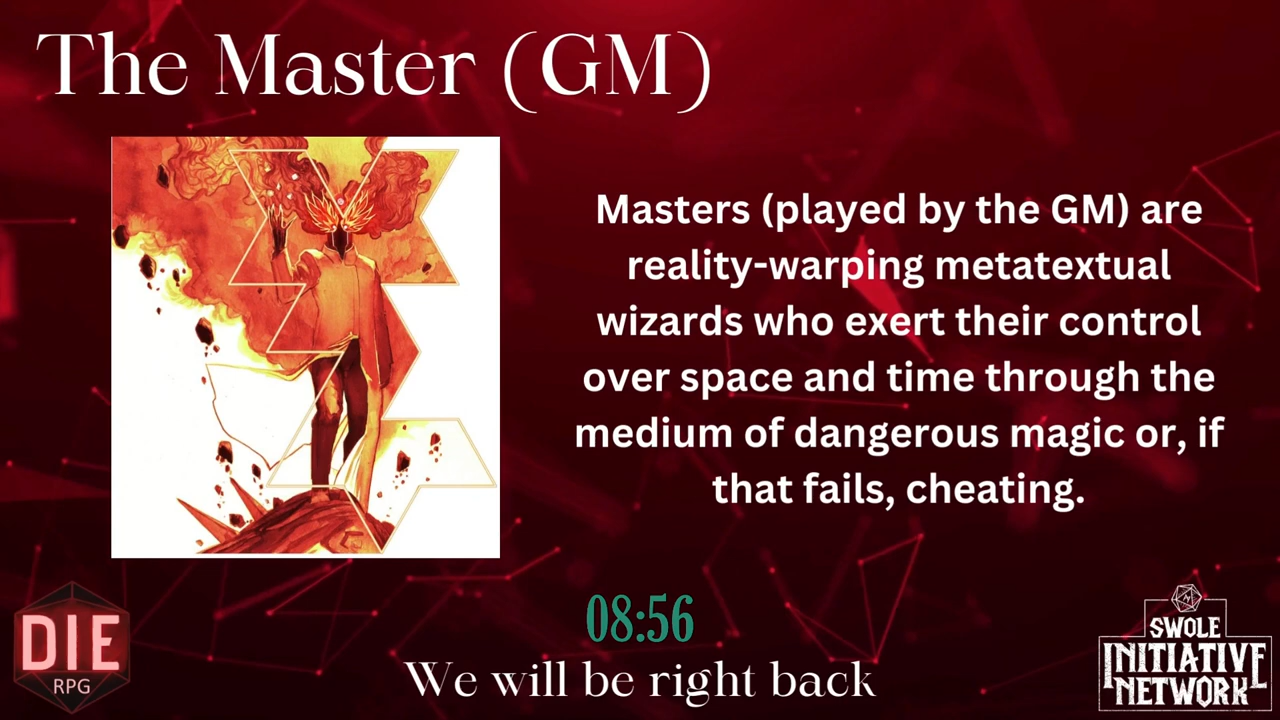 The Master (GM)
Masters (played by the GM) are
reality-warping metatextual
wizards who exert their control
over space and time through the
medium of dangerous magic or, if
that fails, cheating.
08:56
We will be right back
DIE
RPG
SWOLE
INITIATIVE
NETWORK